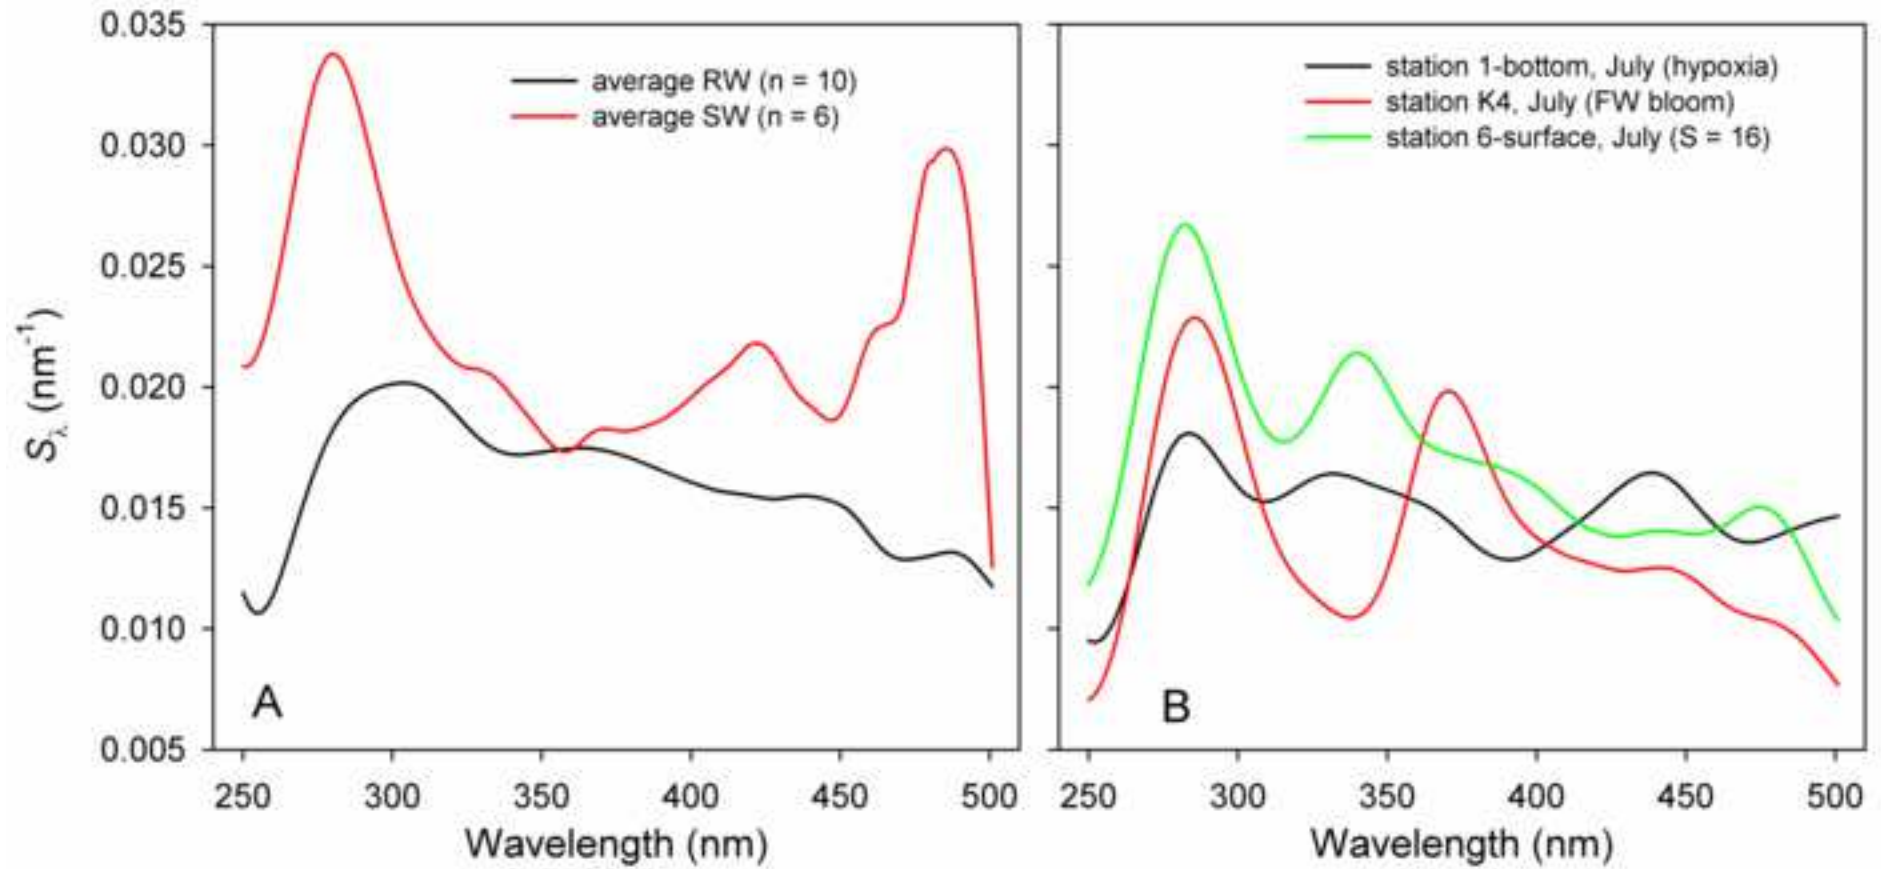 0.035
0.030
0.025
0.020
0.015
0.010
0.005
Sλ (nm-1)
average RW (n = 10)
average SW (n = 6)
A
250 300 350 400 450 500
Wavelength (nm)
station 1-bottom, July (hypoxia)
station K4, July (FW bloom)
station 6-surface, July (S = 16)
B
250 300 350 400 450 500
Wavelength (nm)